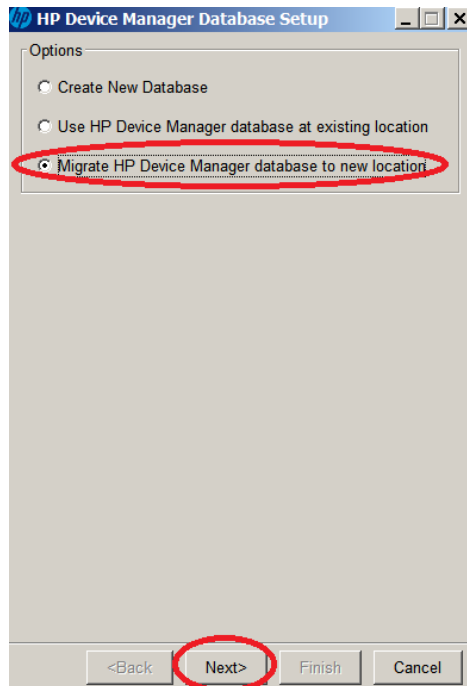 hp HP Device Manager Database Setup
Options
Create New Database
Use HP Device Manager database at existing location
Migrate HP Device Manager database to new location
<Back Next> Finish Cancel